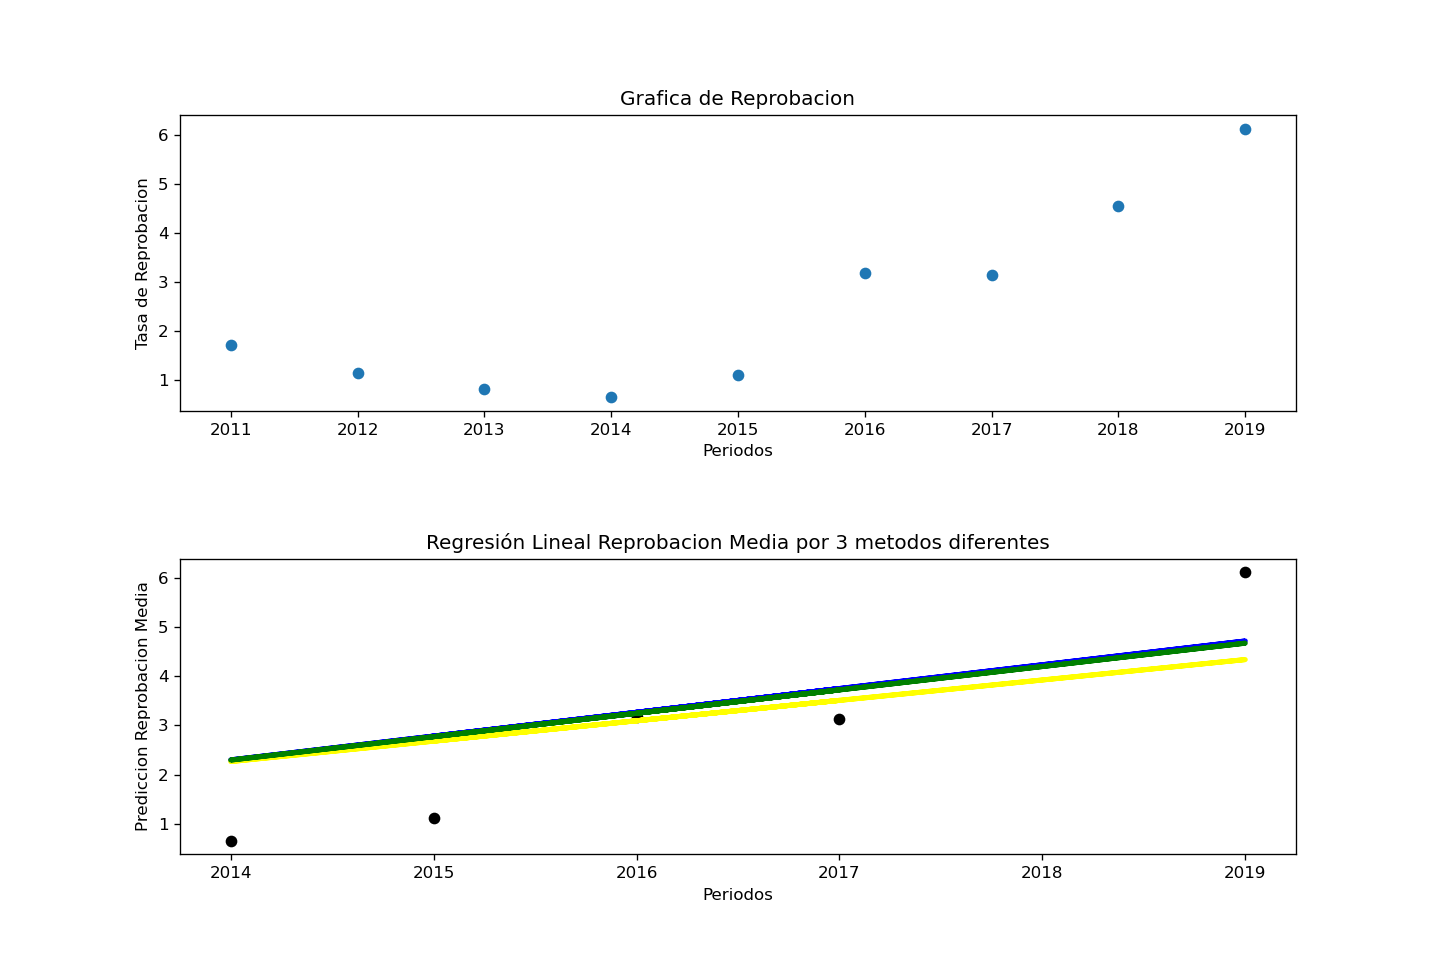 Grafica de Reprobacion
Tasa de Reprobacion
6
5
4
3
2
1
2011 2012 2013 2014 2015 2016 2017 2018 2019
Periodos
Regresión Lineal Reprobacion Media por 3 metodos diferentes
Prediccion Reprobacion Media
6
5
4
3
2
1
2014 2015 2016 2017 2018 2019
Periodos